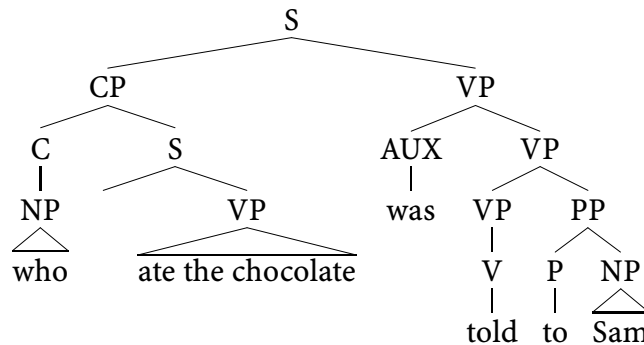 S
CP VP
C S AUX VP
NP VP was VP PP
who ate the chocolate V P NP
told to Sam